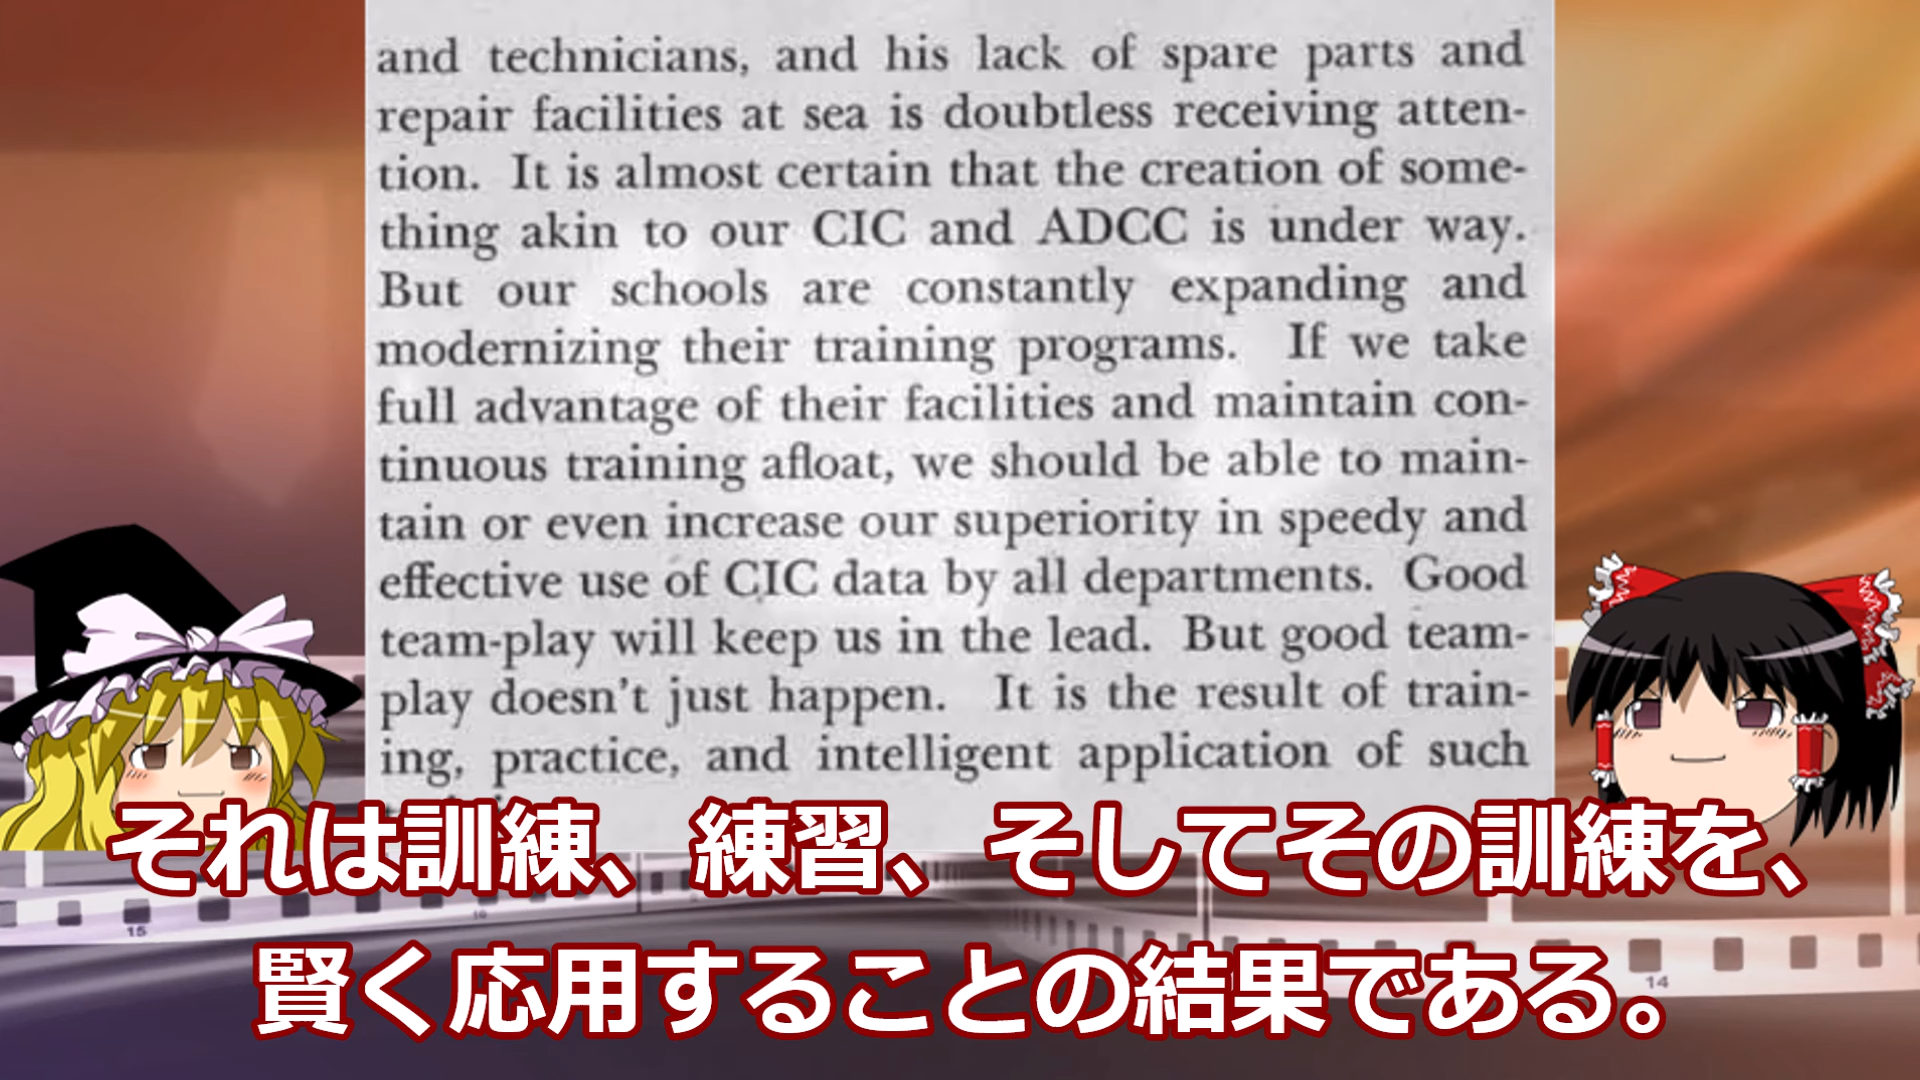 and technicians, and his lack of spare parts and
repair facilities at sea is doubtless receiving atten-
tion. It is almost certain that the creation of some-
thing akin to our CIC and ADCC is under way.
But our schools are constantly expanding and
modernizing their training programs. If we take
full advantage of their facilities and maintain con-
tinuous training afloat, we should be able to main-
tain or even increase our superiority in speedy and
effective use of CIC data by all departments. Good
team-play will keep us in the lead. But good team-
play doesn't just happen. It is the result of train-
ing, practice, and intelligent application of such
それは訓練、練習、そしてその訓練を、
賢く応用することの結果である。
15
14